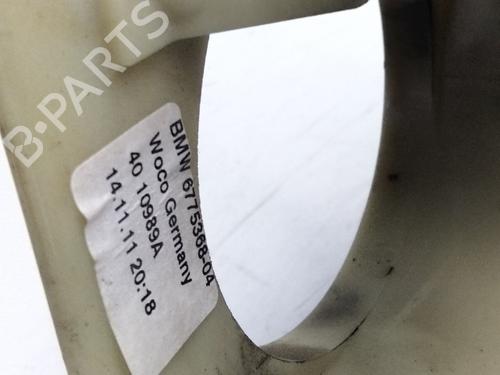 B-PARTS
BMW 6775368-04
Woco Germany
40 10989A
14.11.11 20:18